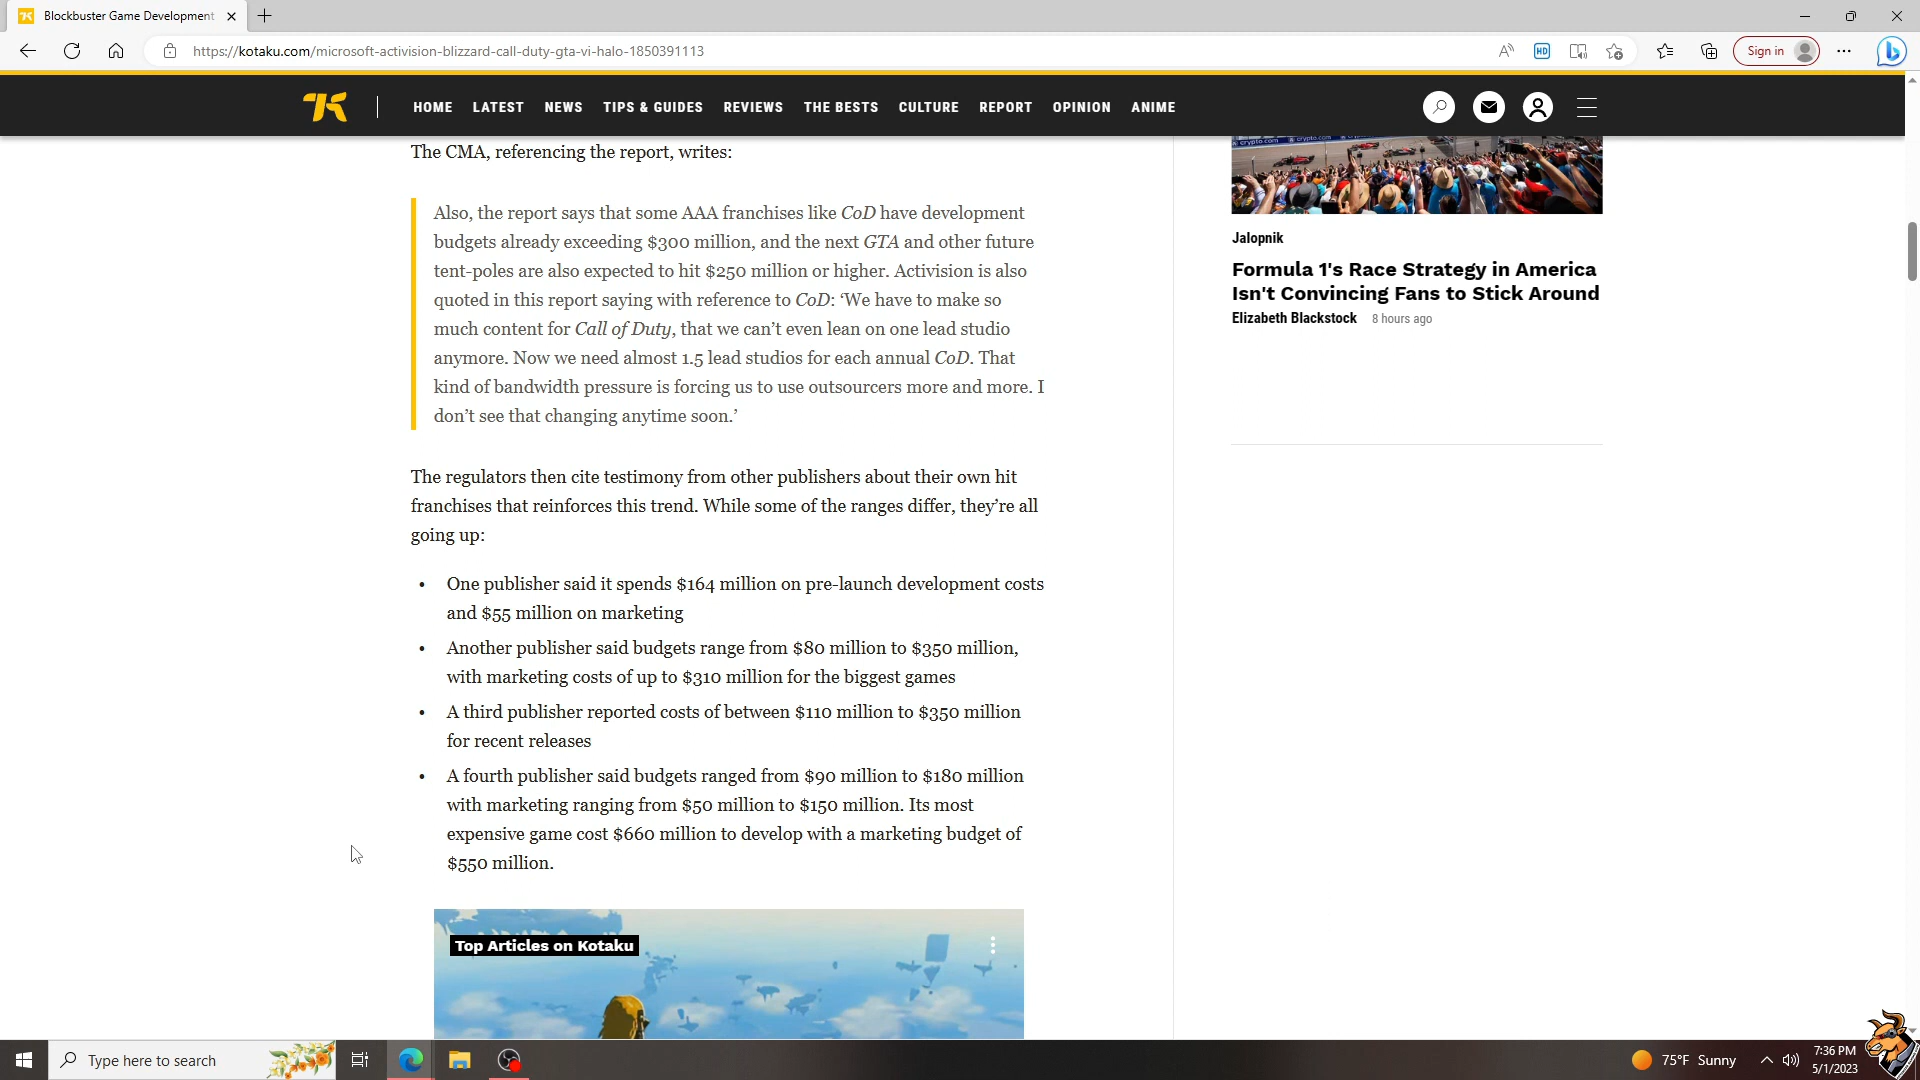 Blockbuster Game Development
https://kotaku.com/microsoft-activision-blizzard-call-duty-gta-vi-halo-1850391113
HD
Sign in
HOME LATEST NEWS TIPS & GUIDES REVIEWS THE BESTS CULTURE REPORT OPINION ANIME
The CMA, referencing the report, writes:
Also, the report says that some AAA franchises like CoD have development
budgets already exceeding $300 million, and the next GTA and other future
tent-poles are also expected to hit $250 million or higher. Activision is also
quoted in this report saying with reference to CoD: ‘We have to make so
much content for Call of Duty, that we can’t even lean on one lead studio
anymore. Now we need almost 1.5 lead studios for each annual CoD. That
kind of bandwidth pressure is forcing us to use outsourcers more and more. I
don’t see that changing anytime soon.’
The regulators then cite testimony from other publishers about their own hit
franchises that reinforces this trend. While some of the ranges differ, they’re all
going up:
• One publisher said it spends $164 million on pre-launch development costs
and $55 million on marketing
• Another publisher said budgets range from $80 million to $350 million,
with marketing costs of up to $310 million for the biggest games
• A third publisher reported costs of between $110 million to $350 million
for recent releases
• A fourth publisher said budgets ranged from $90 million to $180 million
with marketing ranging from $50 million to $150 million. Its most
expensive game cost $660 million to develop with a marketing budget of
$550 million.
Top Articles on Kotaku
crypto.com
crypto.com
Jalopnik
Formula 1's Race Strategy in America
Isn't Convincing Fans to Stick Around
Elizabeth Blackstock 8 hours ago
Type here to search
75°F Sunny
7:36 PM
5/1/2023